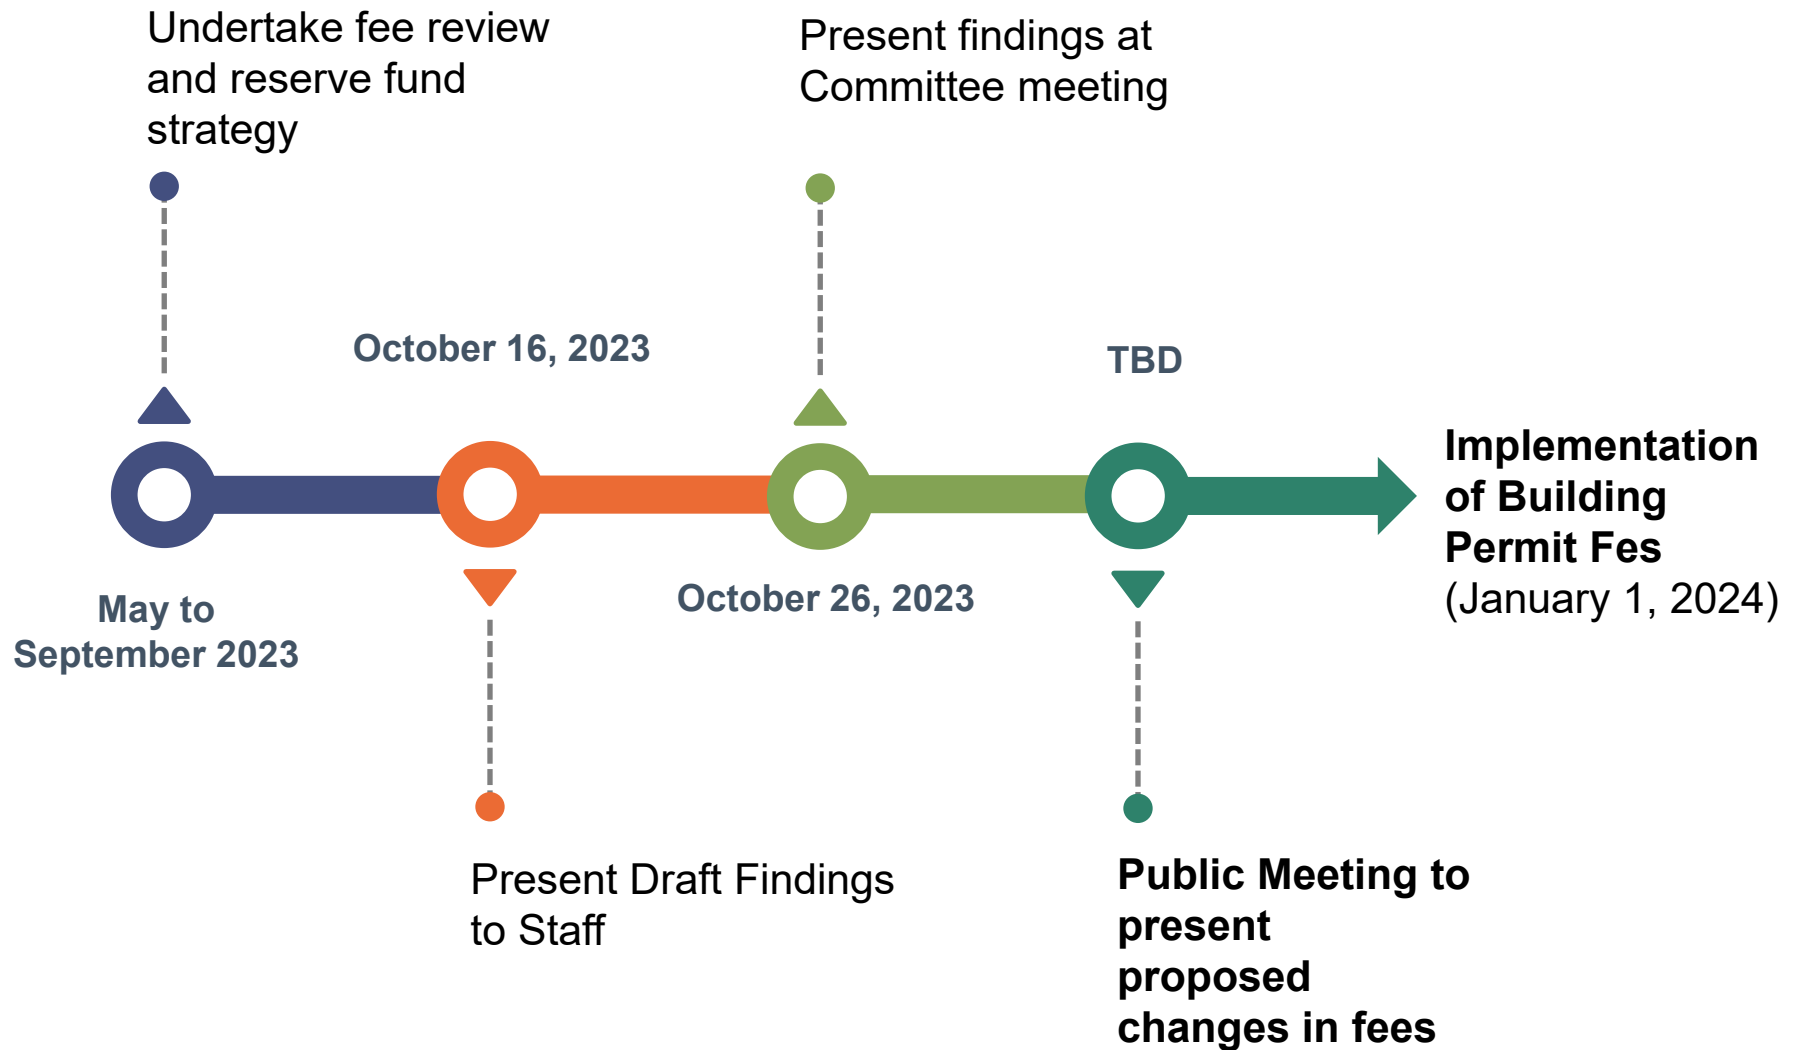 Undertake fee review
and reserve fund
strategy
Present findings at
Committee meeting
October 16, 2023
TBD
May to
September 2023
October 26, 2023
Implementation
of Building
Permit Fes
(January 1, 2024)
Present Draft Findings
to Staff
Public Meeting to
present
proposed
changes in fees